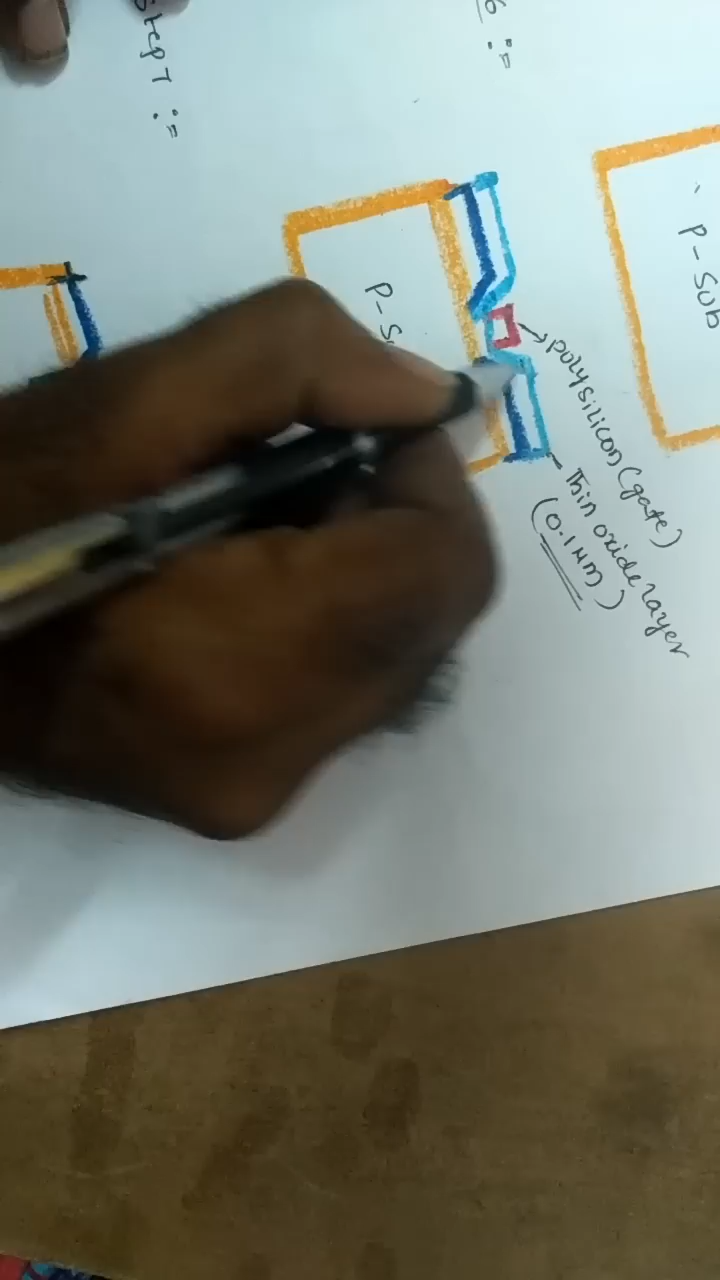 6 :=
P-Sub
P-S
polysilicon (gate)
Thin oxide layer
(0.1 μm)
Step 7 :=